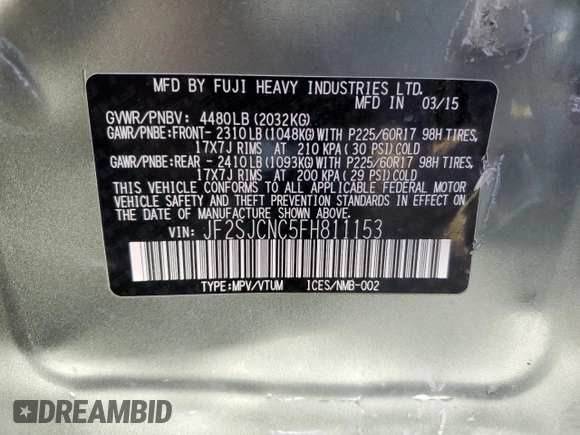 MFD BY FUJI HEAVY INDUSTRIES LTD.
MFD IN 03/15
GVWR/PNBV: 4480LB (2032KG)
GAWR/PNBE:FRONT- 2310LB(1048KG)WITH P225/60R17 98H TIRES,
17X7J RIMS AT 210 KPA(30 PSI)COLD
GAWR/PNBE:REAR - 2410LB(1093KG)WITH P225/60R17 98H TIRES,
17X7J RIMS AT 200 KPA(29 PSI)COLD
THIS VEHICLE CONFORMS TO ALL APPLICABLE FEDERAL MOTOR
VEHICLE SAFETY AND THEFT PREVENTION STANDARDS IN EFFECT
ON THE DATE OF MANUFACTURE SHOWN ABOVE.
VIN: JF2SJCNC5FH811153
TYPE:MPV/VTUM ICES/NMB-002
DREAMBID